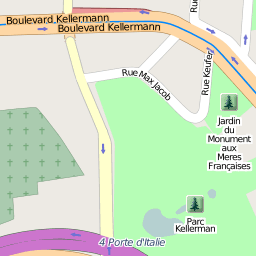 Boulevard Kellermann
Boulevard Kellermann
Rue Max Jacob
Rue Keufer
Jardin
du
Monument
aux
Meres
Françaises
Parc
Kellerman
4 Porte d'Italie